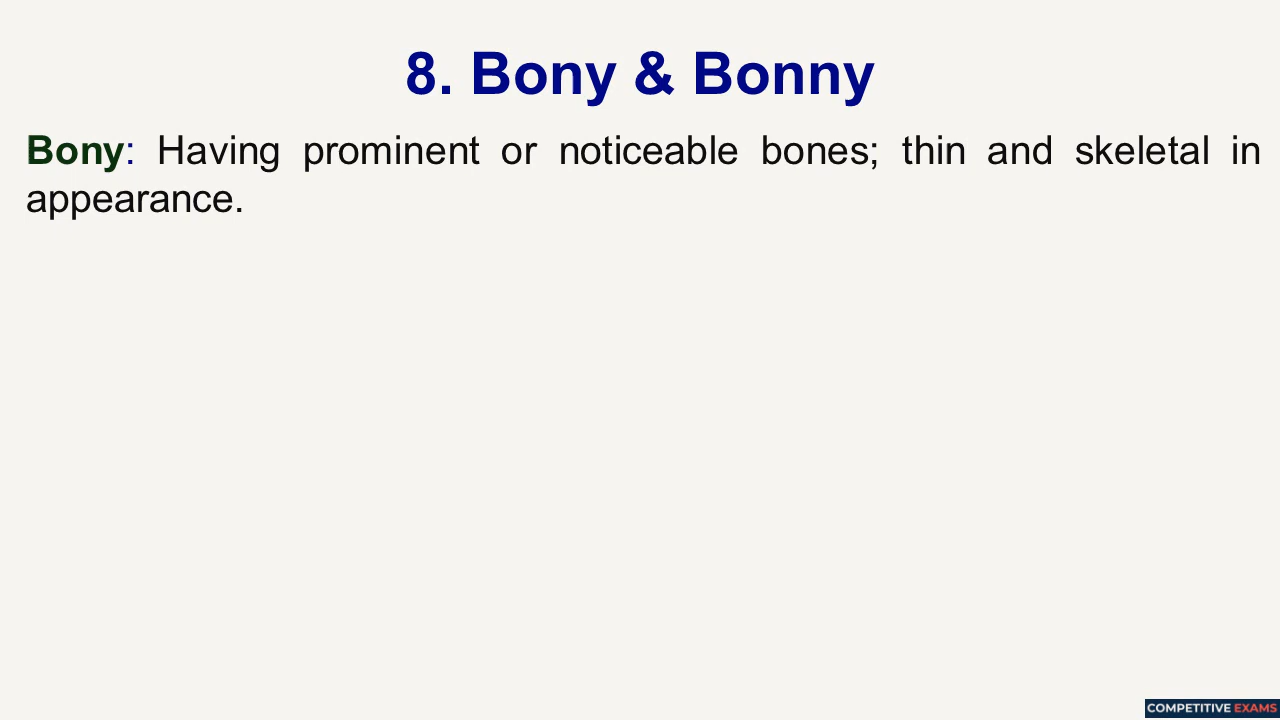 8. Bony & Bonny
Bony: Having prominent or noticeable bones; thin and skeletal in
appearance.
COMPETITIVE EXAMS